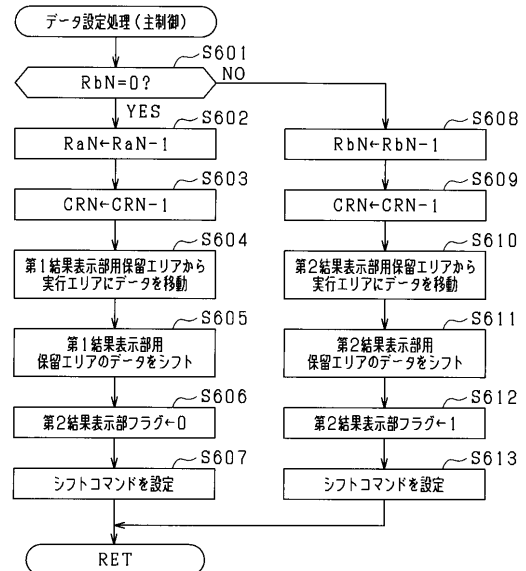 データ設定処理(主制御)
S601
RbN=0?
NO
YES
S602
RaN←RaN-1
S603
CRN←CRN-1
S604
第1結果表示部用保留エリアから
実行エリアにデータを移動
S605
第1結果表示部用
保留エリアのデータをシフト
S606
第2結果表示部フラグ←0
S607
シフトコマンドを設定
S608
RbN←RbN-1
S609
CRN←CRN-1
S610
第2結果表示部用保留エリアから
実行エリアにデータを移動
S611
第2結果表示部用
保留エリアのデータをシフト
S612
第2結果表示部フラグ←1
S613
シフトコマンドを設定
RET